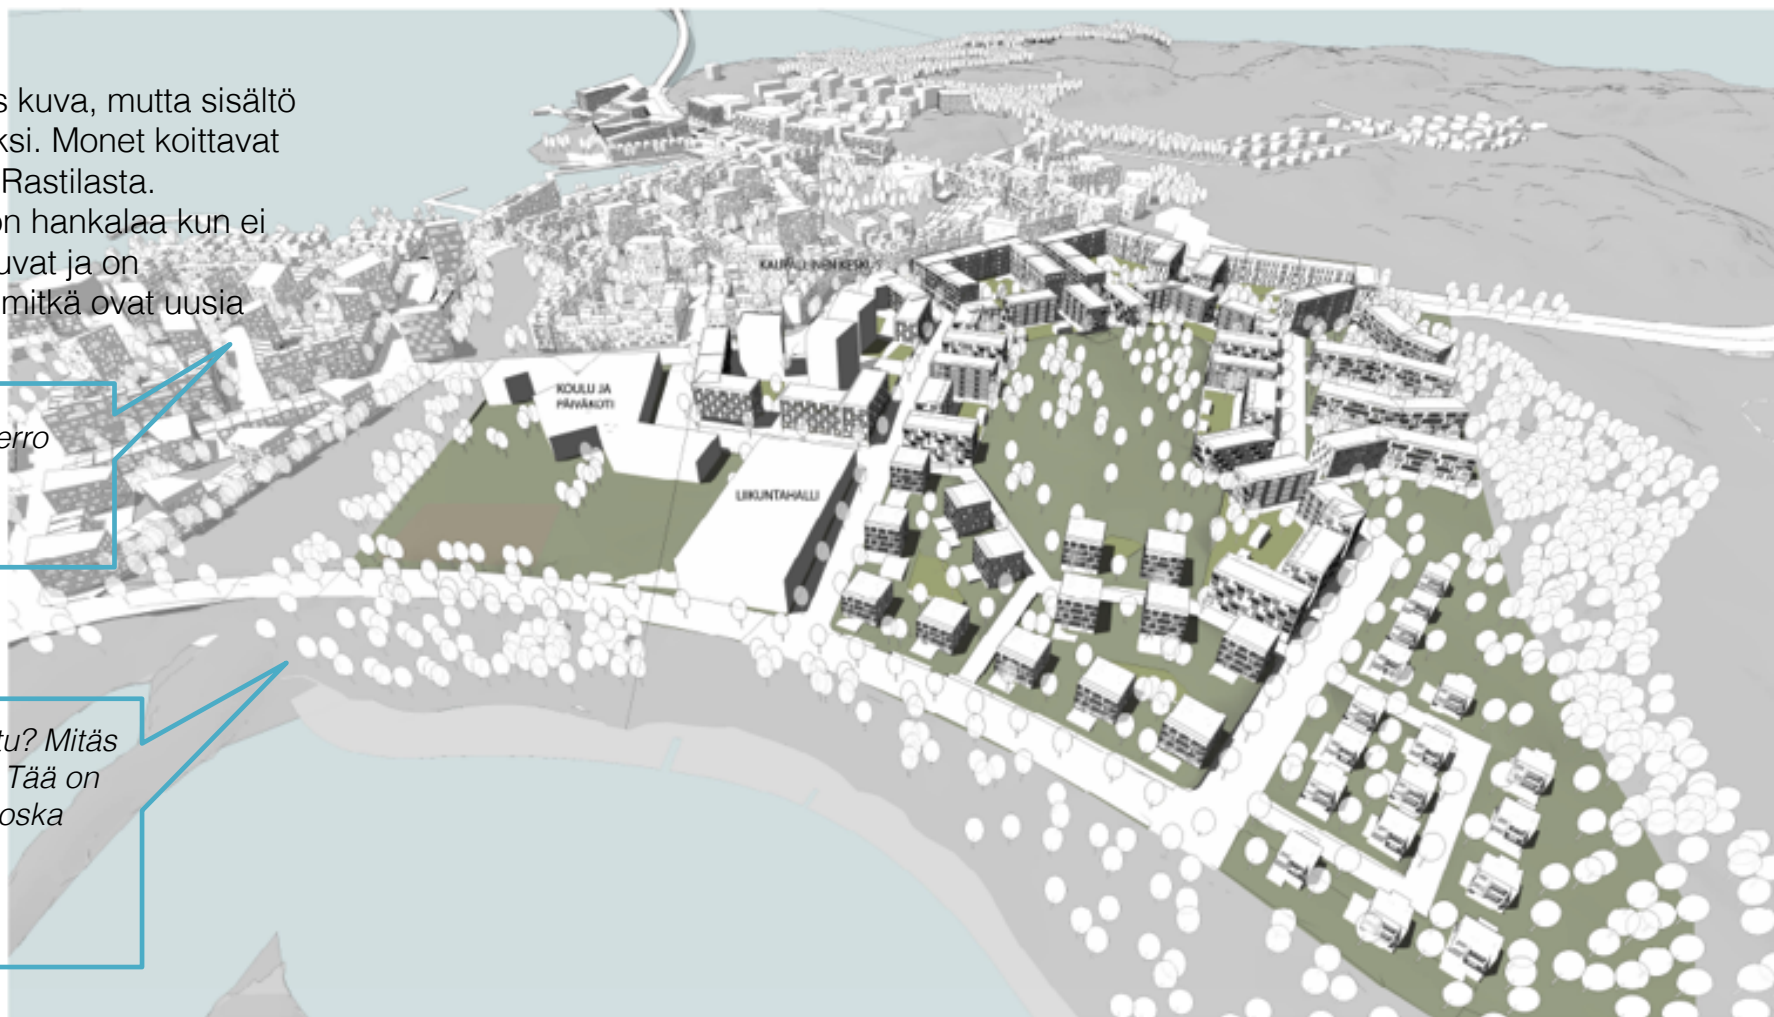 s kuva, mutta sisältö
ksi. Monet koittavat
Rastilasta.
on hankalaa kun ei
uvat ja on
mitkä ovat uusia
erro
tu? Mitäs
Tää on
oska
KAUPALLINEN KESKUS
KOULU JA
PÄIVÄKOTI
LIIKUNTAHALLI